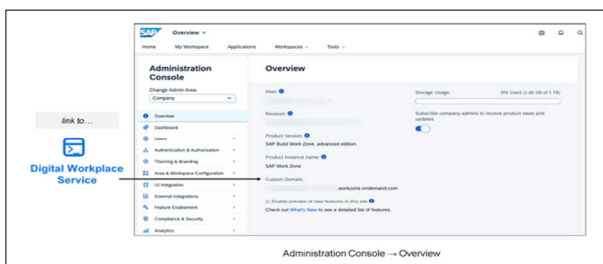 SAP Overview
Home My Workspace Applications Workspaces Tools
Administration Console
Change Admin Area:
Company
Overview
Dashboard
Users
Authentication & Authorization
Theming & Branding
Area & Workspace Configuration
UI Integration
External Integrations
Feature Enablement
Compliance & Security
Analytics
Overview
Host:
Revision:
Product Version:
SAP Build Work Zone, advanced edition
Product Instance name:
SAP Work Zone
Custom Domain:
.workzone.ondemand.com
Enable preview of new features in this site
Check out What's New to see a detailed list of features.
Storage Usage: 0% Used (1.85 GB of 1 TB)
Subscribe company admins to receive product news and
updates
link to...
Digital Workplace
Service
Administration Console → Overview